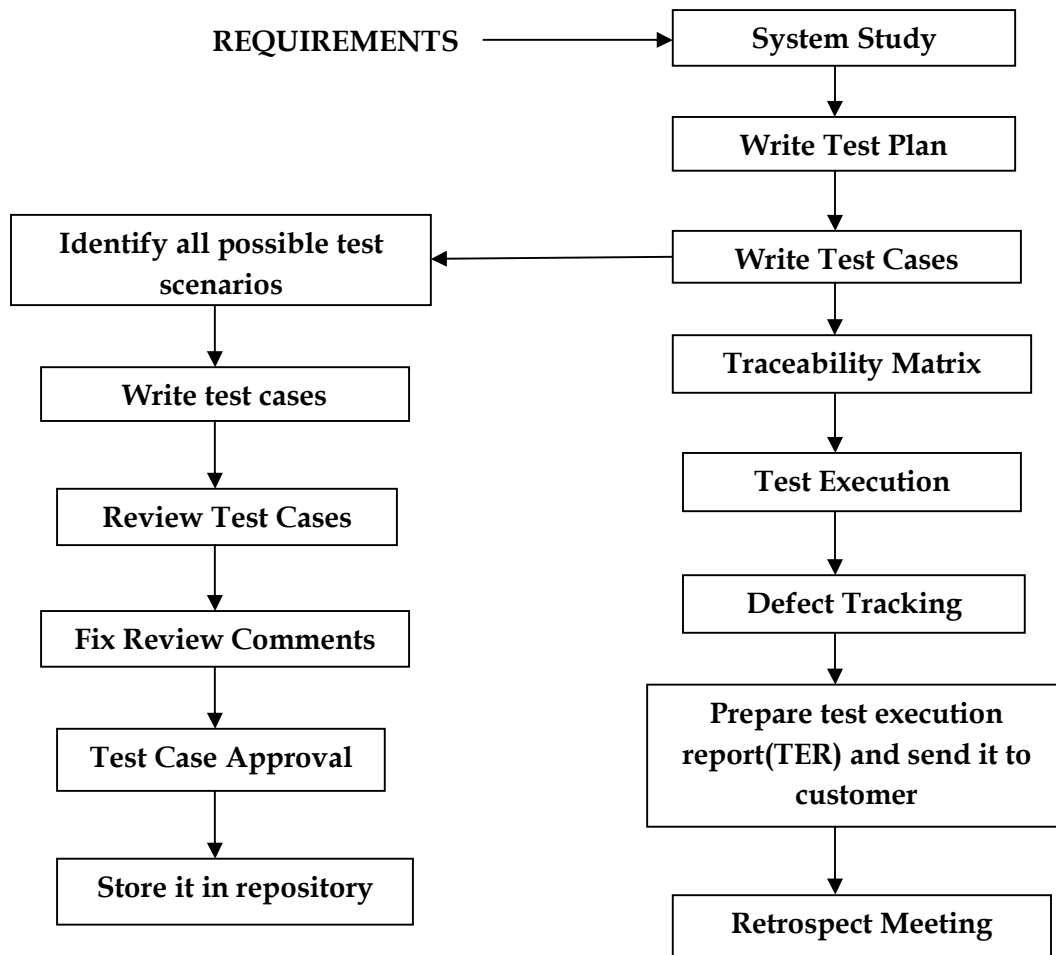 REQUIREMENTS
System Study
Write Test Plan
Write Test Cases
Traceability Matrix
Test Execution
Defect Tracking
Prepare test execution
report(TER) and send it to
customer
Retrospect Meeting
Identify all possible test
scenarios
Write test cases
Review Test Cases
Fix Review Comments
Test Case Approval
Store it in repository